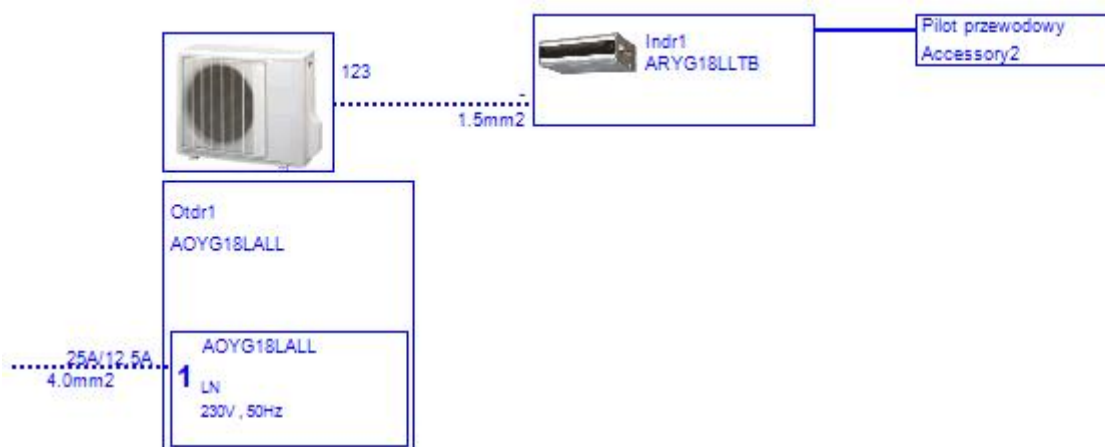 123
-
1.5mm2
Indr1
ARYG18LLTB
Pilot przewodowy
Accessory2
Otdr1
AOYG18LALL
25A/12.5A
4.0mm2
AOYG18LALL
1
LN
230V , 50Hz